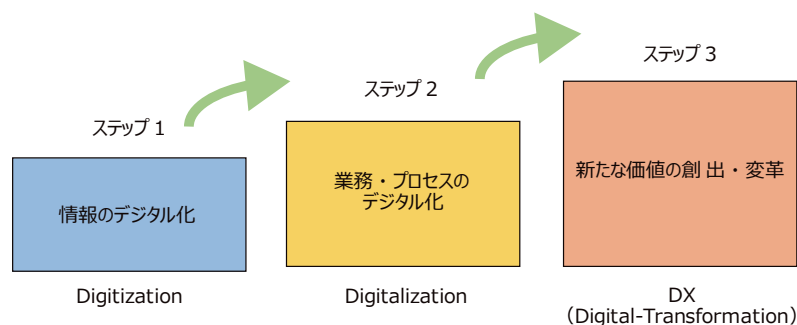 ステップ 1
情報のデジタル化
Digitization
ステップ 2
業務・プロセスの
デジタル化
Digitalization
ステップ 3
新たな価値の創 出・変革
DX
（Digital-Transformation）